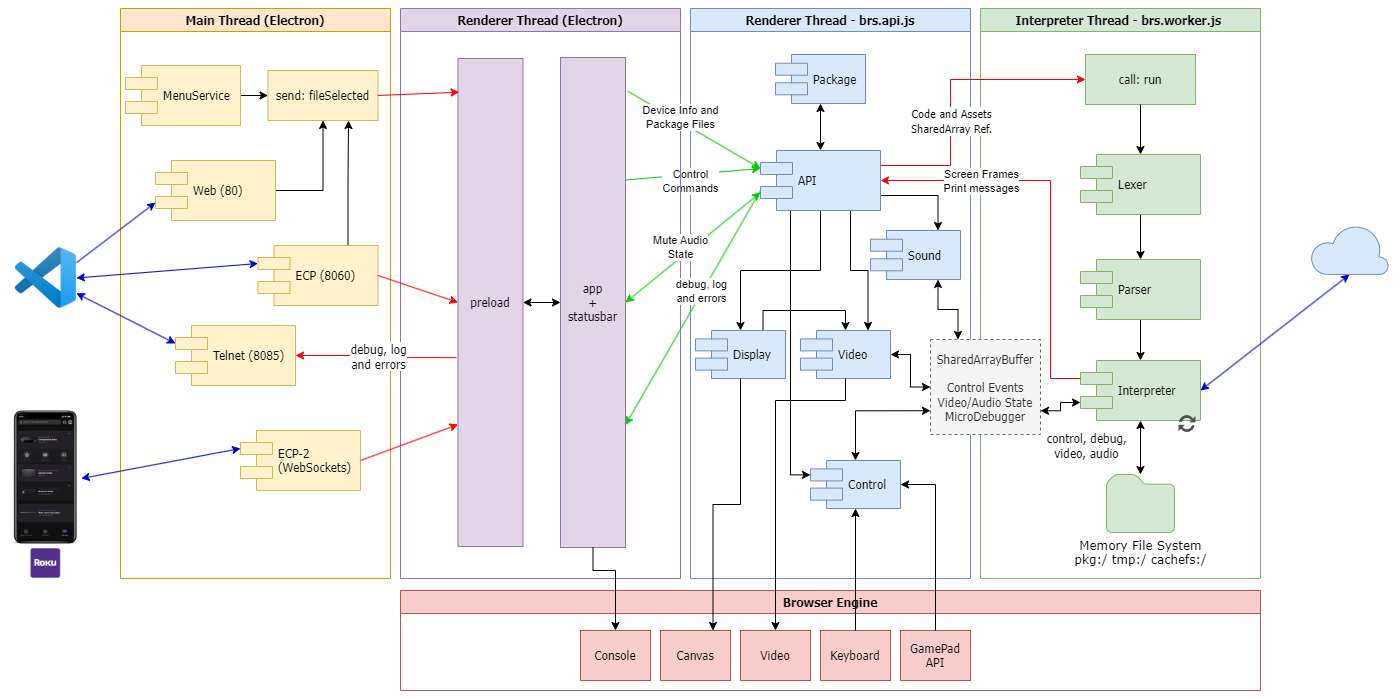 Main Thread (Electron)
Renderer Thread (Electron)
Renderer Thread - brs.api.js
Interpreter Thread - brs.worker.js
MenuService
send: fileSelected
Web (80)
ECP (8060)
Telnet (8085)
debug, log
and errors
ECP-2
(WebSockets)
Roku
preload
app
+
statusbar
Device Info and
Package Files
Control
Commands
Mute Audio
State
debug, log
and errors
Package
API
Sound
Display
Video
Control
Code and Assets
SharedArray Ref.
Screen Frames
Print messages
SharedArrayBuffer
Control Events
Video/Audio State
MicroDebugger
call: run
Lexer
Parser
Interpreter
control, debug,
video, audio
Memory File System
pkg:/ tmp:/ cachefs:/
Browser Engine
Console
Canvas
Video
Keyboard
GamePad
API